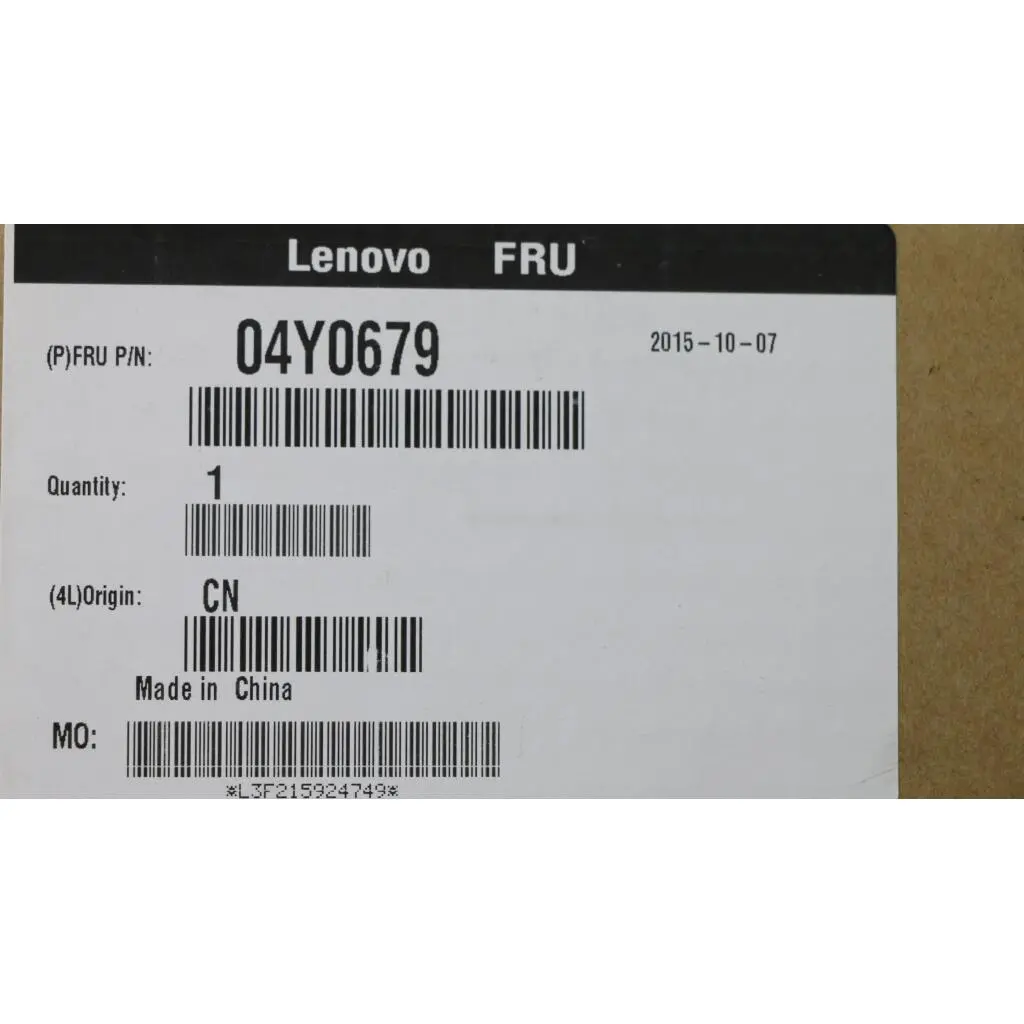 Lenovo FRU
(P)FRU P/N: 04Y0679 2015-10-07
Quantity: 1
(4L)Origin: CN
Made in China
MO:
*L3F215924749*